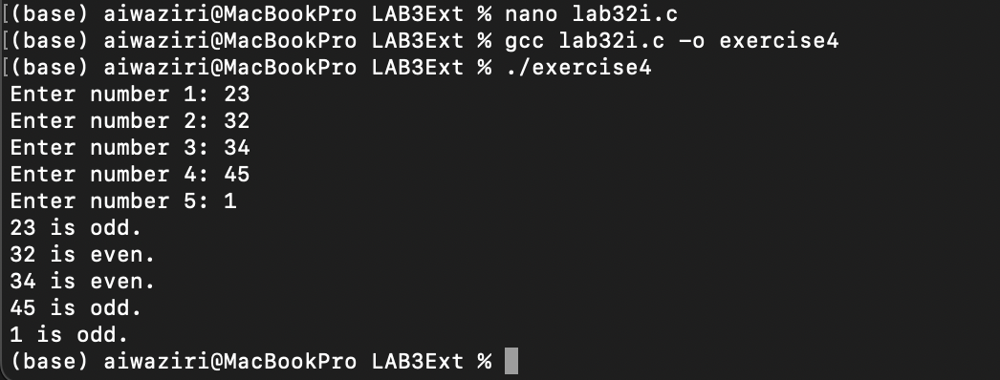 [(base) aiwaziri@MacBookPro LAB3Ext % nano lab32i.c
[(base) aiwaziri@MacBookPro LAB3Ext % gcc lab32i.c -o exercise4
[(base) aiwaziri@MacBookPro LAB3Ext % ./exercise4
Enter number 1: 23
Enter number 2: 32
Enter number 3: 34
Enter number 4: 45
Enter number 5: 1
23 is odd.
32 is even.
34 is even.
45 is odd.
1 is odd.
(base) aiwaziri@MacBookPro LAB3Ext %